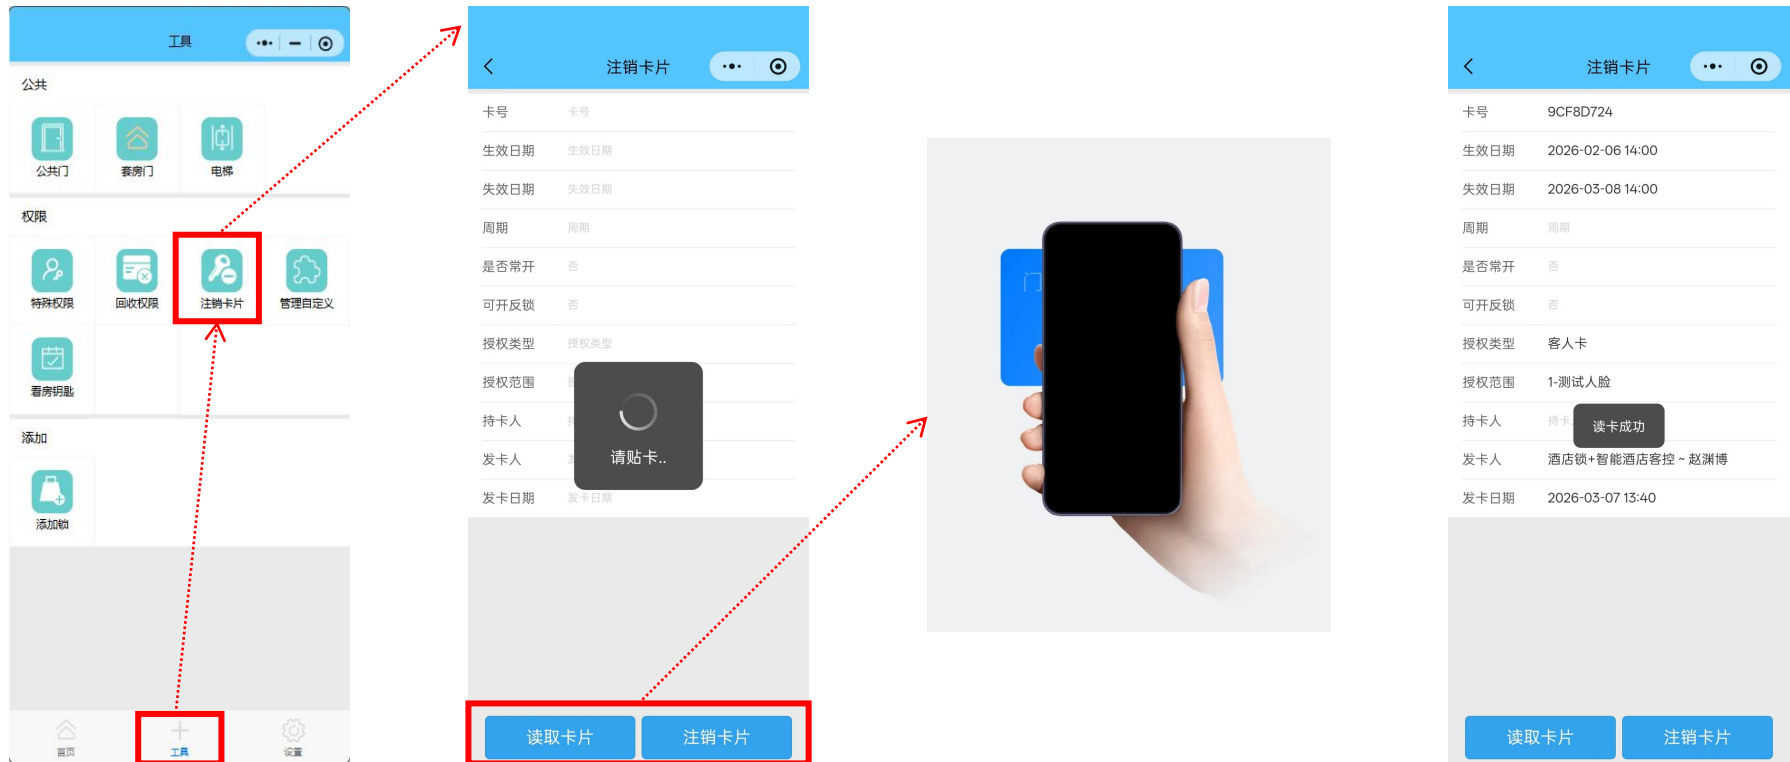 工具
公共
公共门 套房门 电梯
权限
特殊权限 回收权限 注销卡片 管理自定义
看房钥匙
添加
添加锁
首页 工具 设置
注销卡片
卡号 卡号
生效日期 生效日期
失效日期 失效日期
周期 周期
是否常开 否
可开反锁 否
授权类型 授权类型
授权范围
持卡人
发卡人
请贴卡..
发卡日期 发卡日期
读取卡片 注销卡片
门
注销卡片
卡号 9CF8D724
生效日期 2026-02-06 14:00
失效日期 2026-03-08 14:00
周期 周期
是否常开 否
可开反锁 否
授权类型 客人卡
授权范围 1-测试人脸
持卡人 持卡
读卡成功
发卡人 酒店锁+智能酒店客控 ~ 赵渊博
发卡日期 2026-03-07 13:40
读取卡片 注销卡片